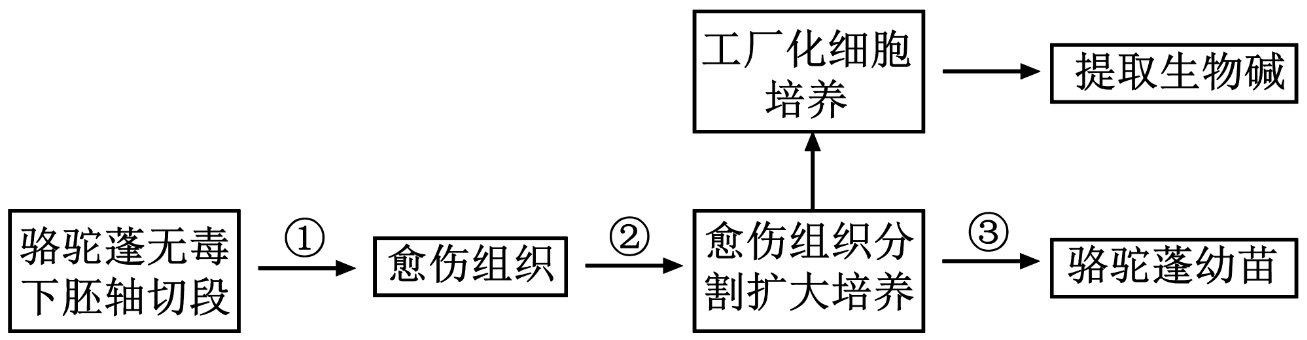 工厂化细胞
培养
提取生物碱
骆驼蓬无毒
下胚轴切段
①
愈伤组织
②
愈伤组织分
割扩大培养
③
骆驼蓬幼苗